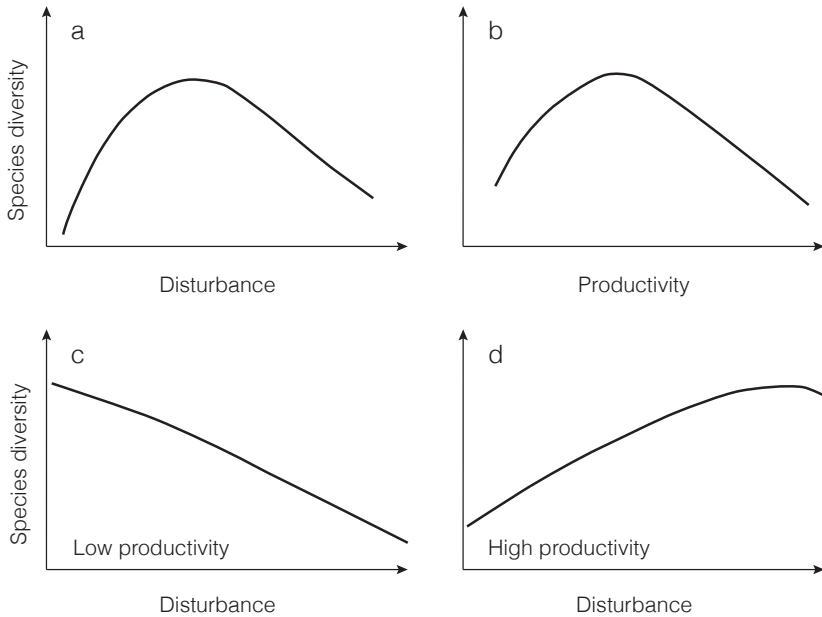 a
Species diversity
Disturbance
b
Productivity
c
Species diversity
Low productivity
Disturbance
d
High productivity
Disturbance